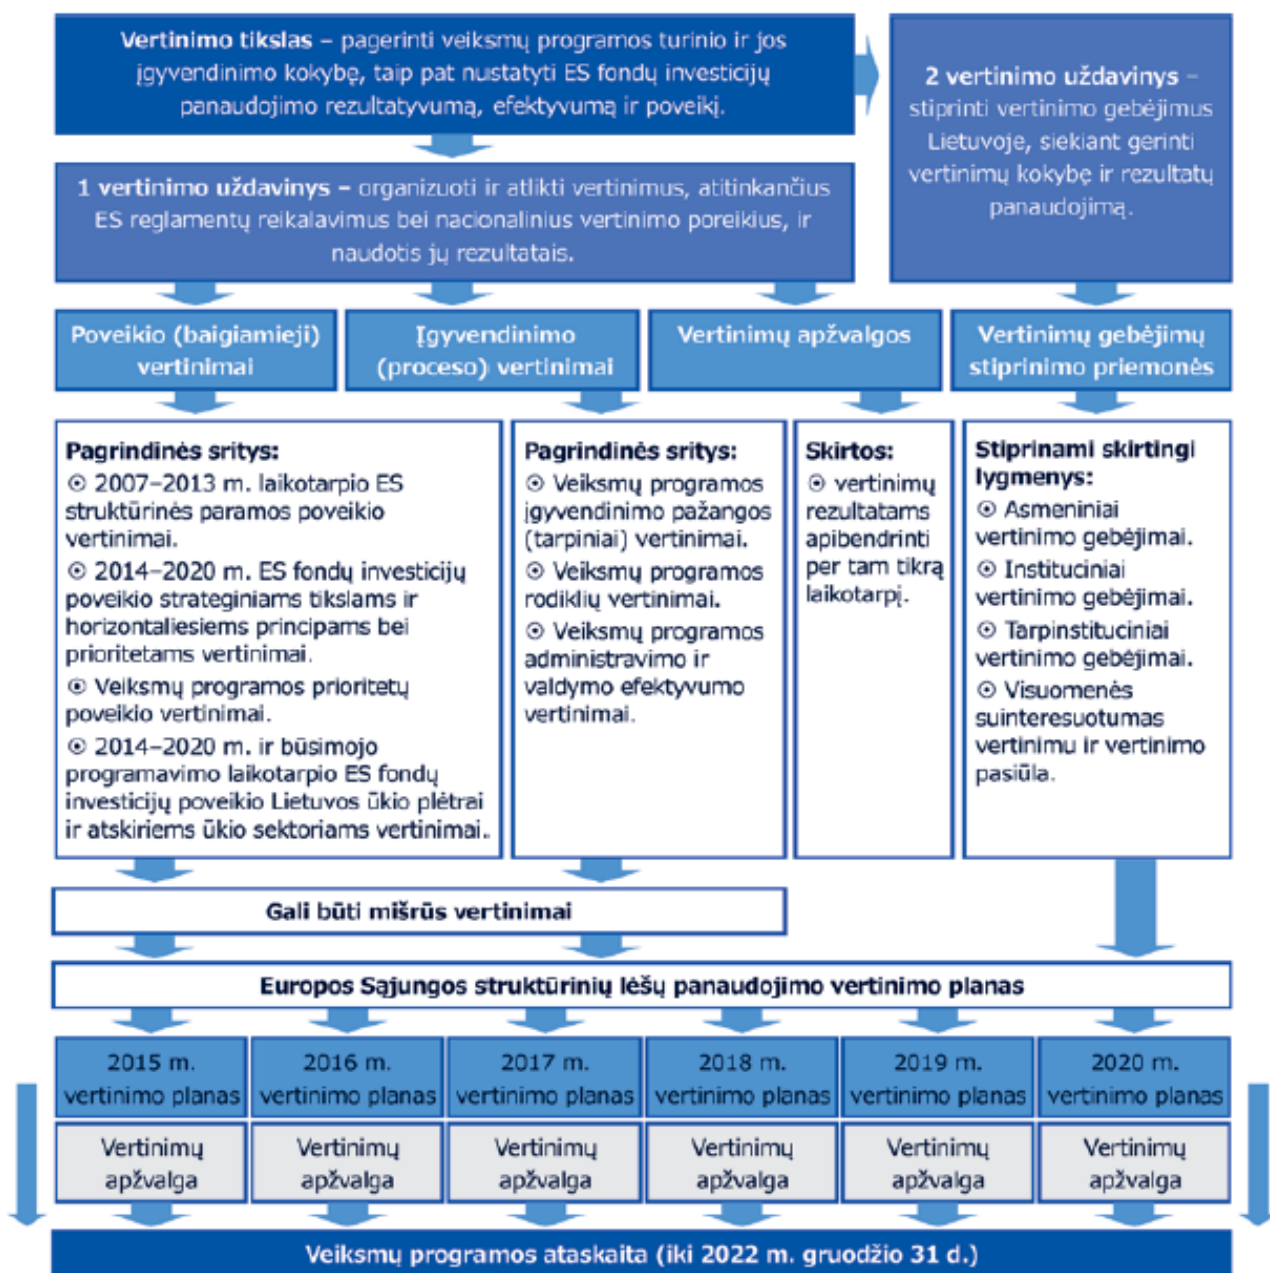 Vertinimo tikslas – pagerinti veiksmų programos turinio ir jos
įgyvendinimo kokybę, taip pat nustatyti ES fondų investicijų
panaudojimo rezultatyvumą, efektyvumą ir poveikį.
2 vertinimo uždavinys –
stiprinti vertinimo gebėjimus
Lietuvoje, siekiant gerinti
vertinimų kokybę ir rezultatų
panaudojimą.
1 vertinimo uždavinys – organizuoti ir atlikti vertinimus, atitinkančius
ES reglamentų reikalavimus bei nacionalinius vertinimo poreikius, ir
naudotis jų rezultatais.
Poveikio (baigiamieji)
vertinimai
Įgyvendinimo
(proceso) vertinimai
Vertinimų apžvalgos
Vertinimų gebėjimų
stiprinimo priemonės
Pagrindinės sritys:
⊙ 2007–2013 m. laikotarpio ES
struktūrinės paramos poveikio
vertinimai.
⊙ 2014–2020 m. ES fondų investicijų
poveikio strateginiams tikslams ir
horizontaliesiems principams bei
prioritetams vertinimai.
⊙ Veiksmų programos prioritetų
poveikio vertinimai.
⊙ 2014–2020 m. ir būsimojo
programavimo laikotarpio ES fondų
investicijų poveikio Lietuvos ūkio plėtrai
ir atskiriems ūkio sektoriams vertinimai.
Pagrindinės sritys:
⊙ Veiksmų programos
įgyvendinimo pažangos
(tarpiniai) vertinimai.
⊙ Veiksmų programos
rodiklių vertinimai.
⊙ Veiksmų programos
administravimo ir
valdymo efektyvumo
vertinimai.
Skirtos:
⊙ vertinimų
rezultatams
apibendrinti
per tam tikrą
laikotarpį.
Stiprinami skirtingi
lygmenys:
⊙ Asmeniniai
vertinimo gebėjimai.
⊙ Instituciniai
vertinimo gebėjimai.
⊙ Tarpinstituciniai
vertinimo gebėjimai.
⊙ Visuomenės
suinteresuotumas
vertinimu ir vertinimo
pasiūla.
Gali būti mišrūs vertinimai
Europos Sąjungos struktūrinių lėšų panaudojimo vertinimo planas
2015 m.
vertinimo planas
2016 m.
vertinimo planas
2017 m.
vertinimo planas
2018 m.
vertinimo planas
2019 m.
vertinimo planas
2020 m.
vertinimo planas
Vertinimų
apžvalga
Vertinimų
apžvalga
Vertinimų
apžvalga
Vertinimų
apžvalga
Vertinimų
apžvalga
Vertinimų
apžvalga
Veiksmų programos ataskaita (iki 2022 m. gruodžio 31 d.)